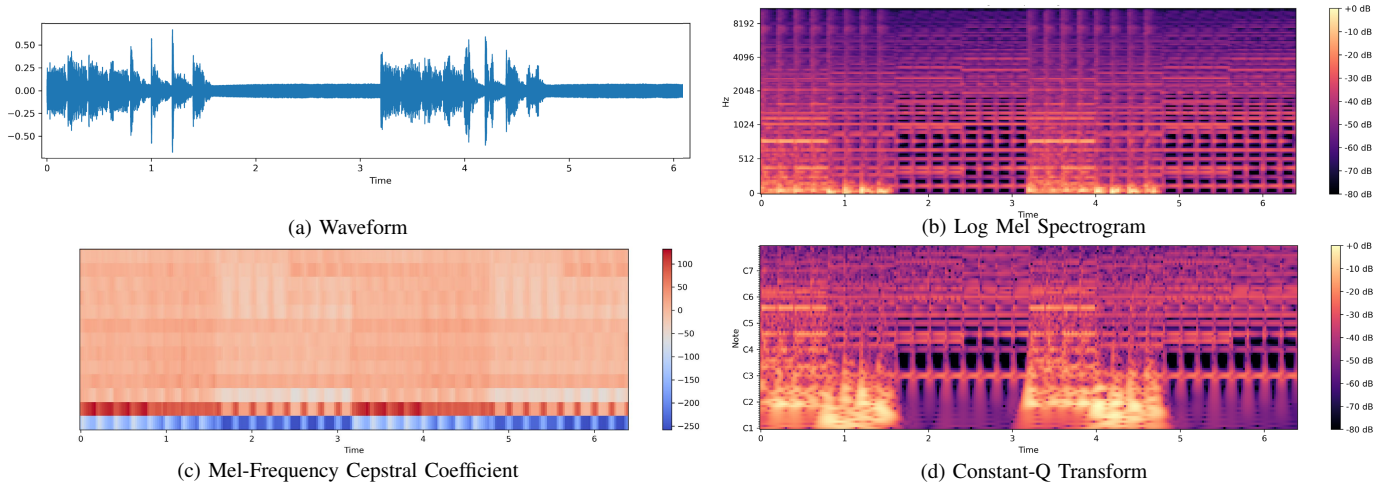 0.50
0.25
0.00
−0.25
−0.50
0 1 2 3 4 5 6
Time
(a) Waveform
8192
4096
2048
1024
512
0
Hz
0 1 2 3 4 5 6
Time
+0 dB
-10 dB
-20 dB
-30 dB
-40 dB
-50 dB
-60 dB
-70 dB
-80 dB
(b) Log Mel Spectrogram
0 1 2 3 4 5 6
Time
100
50
0
−50
−100
−150
−200
−250
(c) Mel-Frequency Cepstral Coefficient
C7
C6
C5
C4
C3
C2
C1
Note
0 1 2 3 4 5 6
Time
+0 dB
-10 dB
-20 dB
-30 dB
-40 dB
-50 dB
-60 dB
-70 dB
-80 dB
(d) Constant-Q Transform